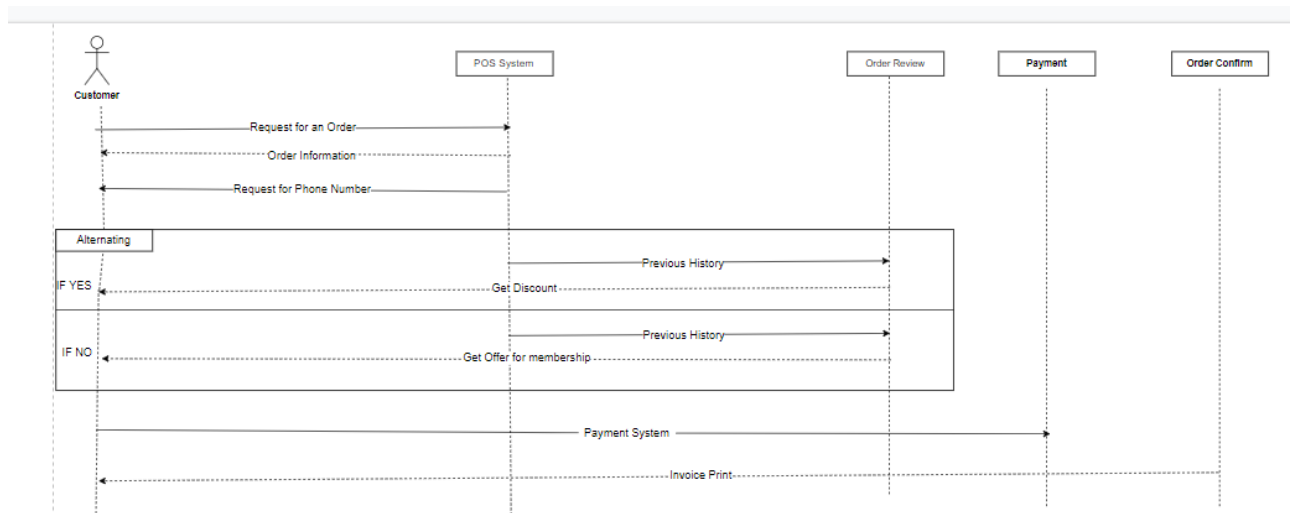 POS System
Order Review
Payment
Order Confirm
Customer
Request for an Order
Order Information
Request for Phone Number
Alternating
Previous History
IF YES
Get Discount
Previous History
IF NO
Get Offer for membership
Payment System
Invoice Print